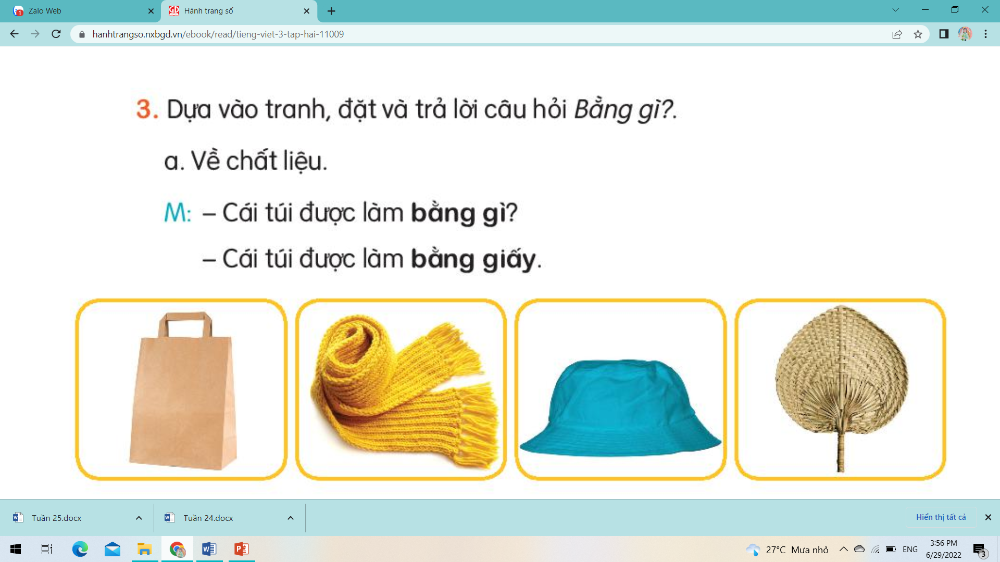 Zalo Web
Hành trang số
hanhtrangso.nxbgd.vn/ebook/read/tieng-viet-3-tap-hai-11009
3. Dựa vào tranh, đặt và trả lời câu hỏi Bằng gì?.
a. Về chất liệu.
M: – Cái túi được làm bằng gì?
– Cái túi được làm bằng giấy.
Tuần 25.docx
Tuần 24.docx
Hiển thị tất cả
27°C Mưa nhỏ
ENG
3:56 PM
6/29/2022
3